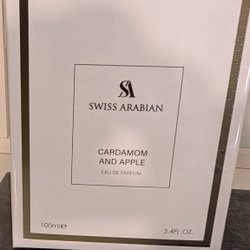 SA
SWISS ARABIAN
CARDAMOM
AND APPLE
EAU DE PARFUM
100ml℮
3.4FL.OZ.